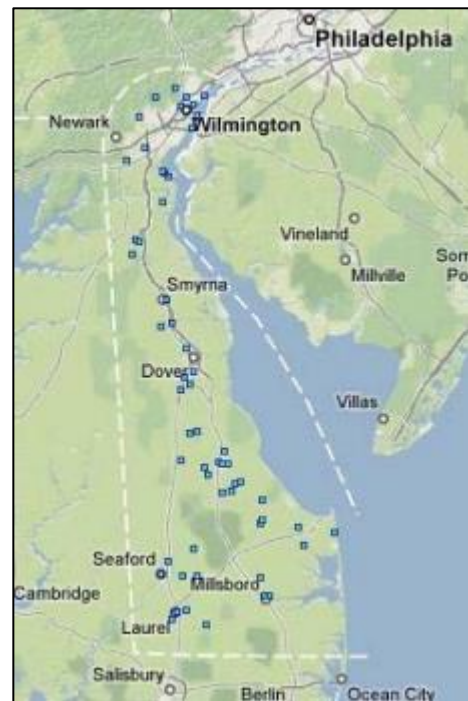 Philadelphia
Newark
Wilmington
Vineland
Millville
Som
Po
Smyrna
Dover
Villas
Seaford
Cambridge
Millsboro
Laurel
Salisbury
Berlin
Ocean City